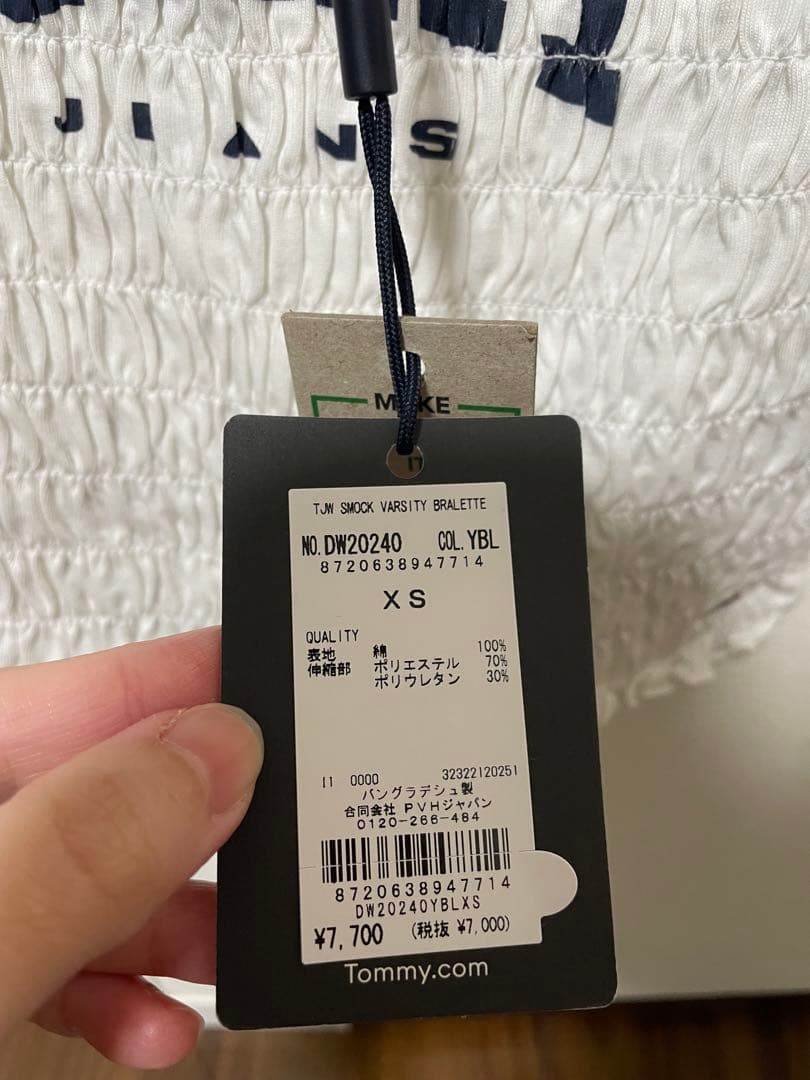 JEANS
MAKE
IT
TJW SMOCK VARSITY BRALETTE
NO. DW20240 COL. YBL
8720638947714
XS
QUALITY
表地 綿 100%
伸縮部 ポリエステル 70%
ポリウレタン 30%
I1 0000 32322120251
バングラデシュ製
合同会社 PVHジャパン
0120-266-484
8720638947714
DW20240YBLXS
¥7,700 (税抜 ¥7,000)
Tommy.com